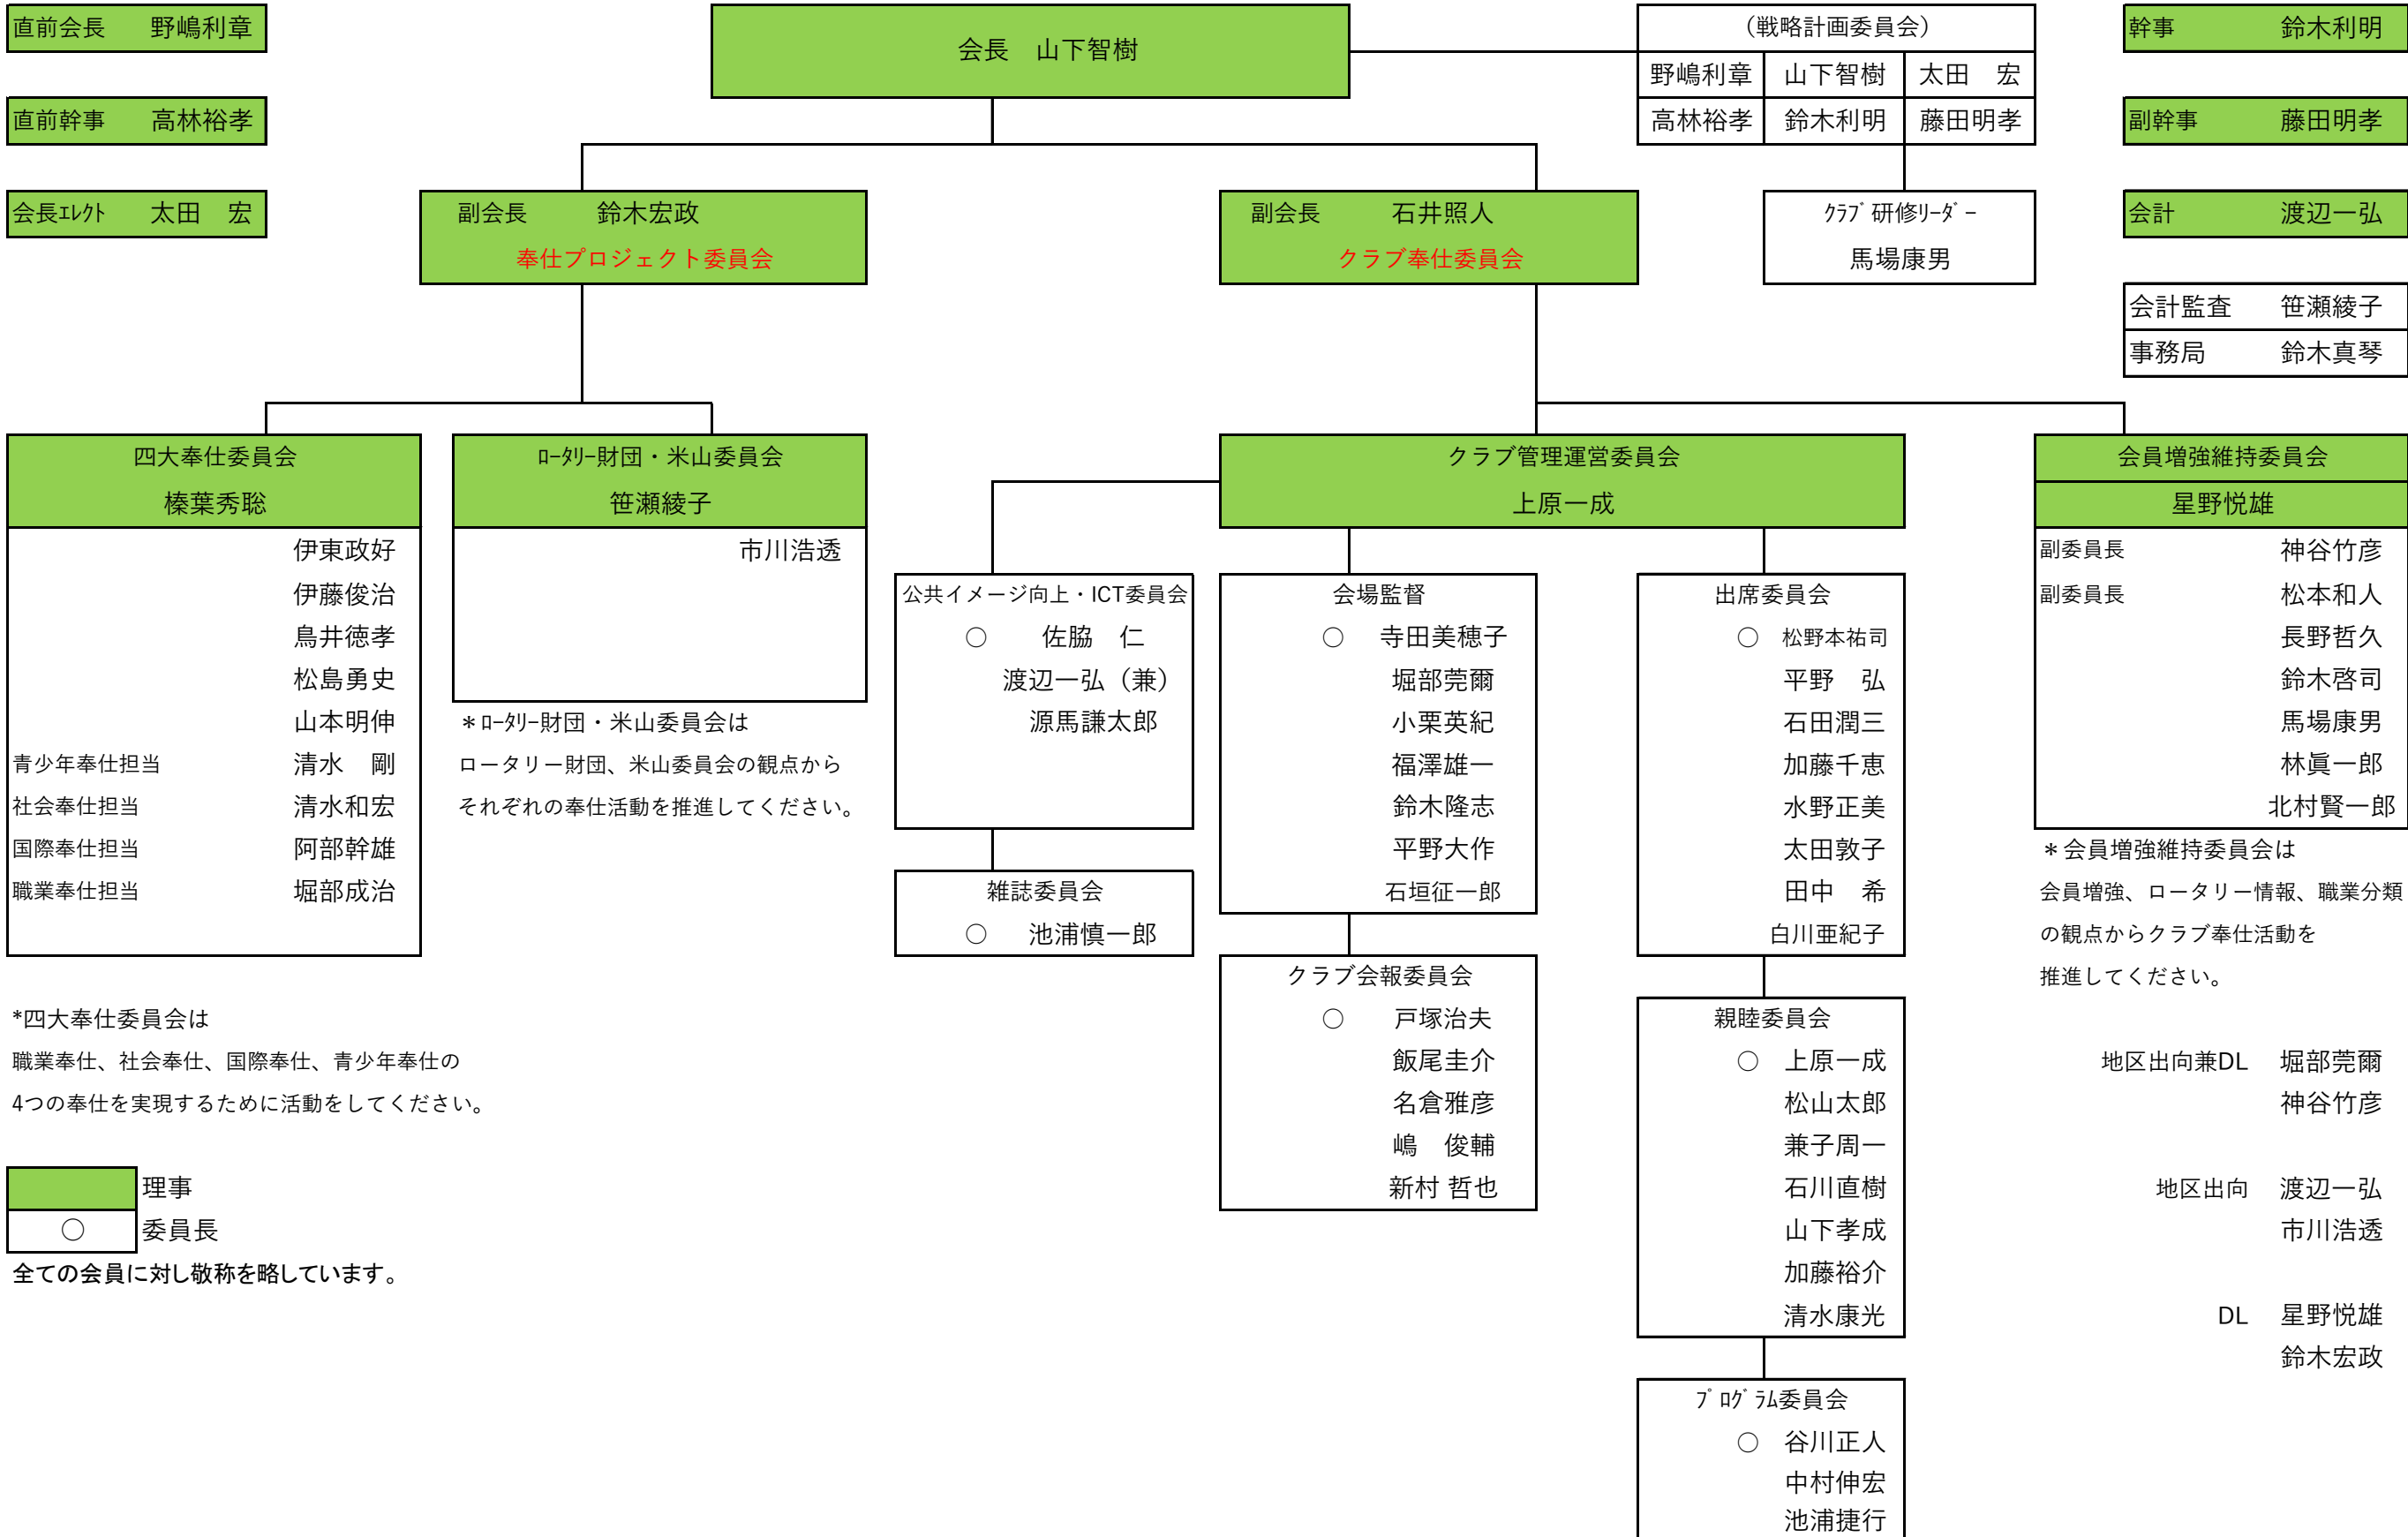 直前会長 野嶋利章
会長 山下智樹
(戦略計画委員会)
野嶋利章 山下智樹 太田 宏
高林裕孝 鈴木利明 藤田明孝
幹事 鈴木利明
直前幹事 高林裕孝
副幹事 藤田明孝
会長ｴﾚｸﾄ 太田 宏
副会長 鈴木宏政
奉仕プロジェクト委員会
副会長 石井照人
クラブ奉仕委員会
ｸﾗﾌﾞ研修ﾘｰﾀﾞｰ
馬場康男
会計 渡辺一弘
会計監査 笹瀬綾子
事務局 鈴木真琴
四大奉仕委員会
榛葉秀聡
伊東政好
伊藤俊治
鳥井徳孝
松島勇史
山本明伸
青少年奉仕担当 清水 剛
社会奉仕担当 清水和宏
国際奉仕担当 阿部幹雄
職業奉仕担当 堀部成治
*四大奉仕委員会は
職業奉仕、社会奉仕、国際奉仕、青少年奉仕の
4つの奉仕を実現するために活動をしてください。
ﾛｰﾀﾘｰ財団・米山委員会
笹瀬綾子
市川浩透
＊ﾛｰﾀﾘｰ財団・米山委員会は
ロータリー財団、米山委員会の観点から
それぞれの奉仕活動を推進してください。
クラブ管理運営委員会
上原一成
公共イメージ向上・ICT委員会
○ 佐脇 仁
渡辺一弘（兼）
源馬謙太郎
雑誌委員会
○ 池浦慎一郎
会場監督
○ 寺田美穂子
堀部莞爾
小栗英紀
福澤雄一
鈴木隆志
平野大作
石垣征一郎
クラブ会報委員会
○ 戸塚治夫
飯尾圭介
名倉雅彦
嶋 俊輔
新村 哲也
出席委員会
○ 松野本祐司
平野 弘
石田潤三
加藤千恵
水野正美
太田敦子
田中 希
白川亜紀子
親睦委員会
○ 上原一成
松山太郎
兼子周一
石川直樹
山下孝成
加藤裕介
清水康光
ﾌﾟﾛｸﾞﾗﾑ委員会
○ 谷川正人
中村伸宏
池浦捷行
会員増強維持委員会
星野悦雄
副委員長 神谷竹彦
副委員長 松本和人
長野哲久
鈴木啓司
馬場康男
林眞一郎
北村賢一郎
＊会員増強維持委員会は
会員増強、ロータリー情報、職業分類
の観点からクラブ奉仕活動を
推進してください。
地区出向兼DL 堀部莞爾
神谷竹彦
地区出向 渡辺一弘
市川浩透
DL 星野悦雄
鈴木宏政
理事
○ 委員長
全ての会員に対し敬称を略しています。